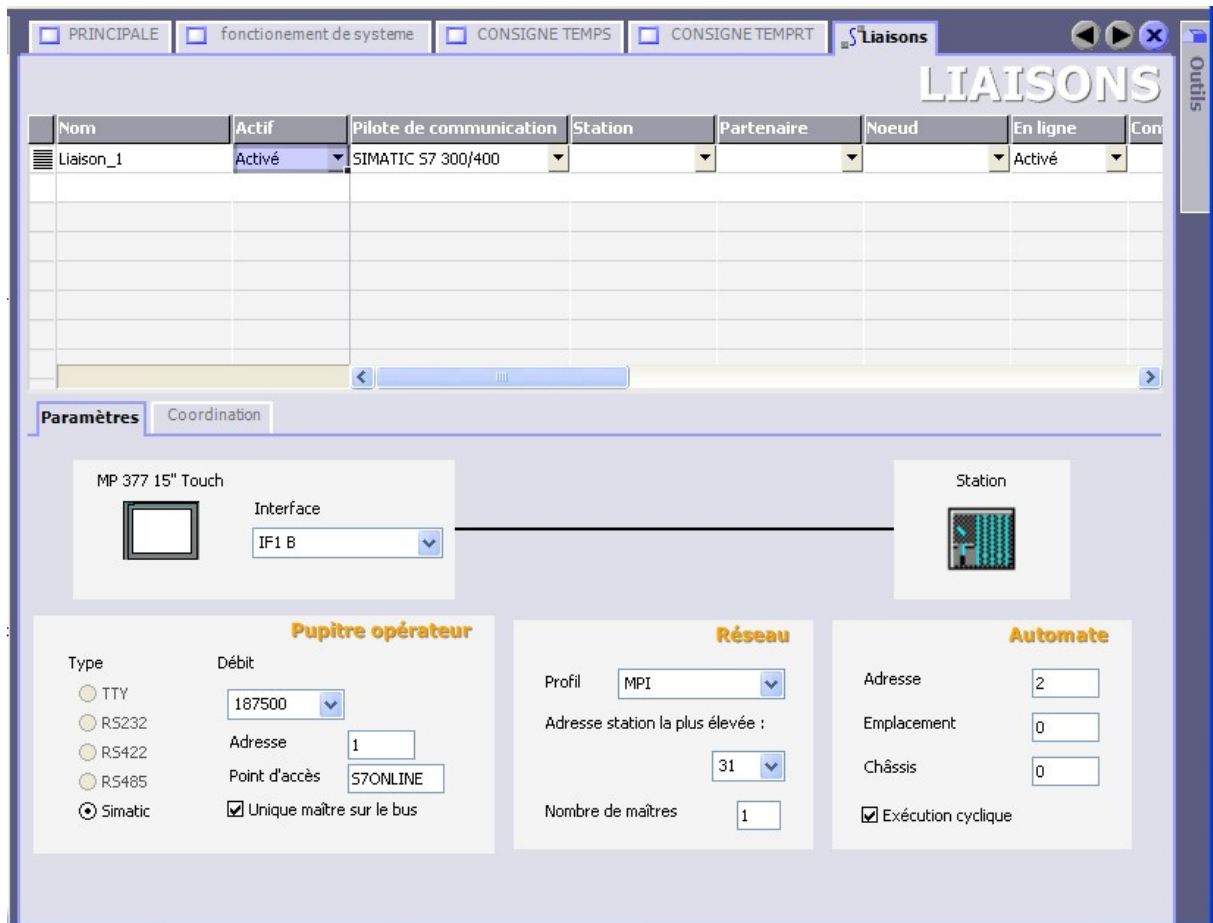 PRINCIPALE fonctionement de systeme CONSIGNE TEMPS CONSIGNE TEMPRT Liaisons
Outils
LIAISONS
Nom Actif Pilote de communication Station Partenaire Noeud En ligne Con
Liaison_1 Activé SIMATIC S7 300/400 Activé
Paramètres Coordination
MP 377 15" Touch
Interface
IF1 B
Station
Pupitre opérateur
Type Débit
TTY
187500
RS232
Adresse 1
RS422
Point d'accès S7ONLINE
RS485
Simatic Unique maître sur le bus
Réseau
Profil MPI
Adresse station la plus élevée :
31
Nombre de maîtres 1
Automate
Adresse 2
Emplacement 0
Châssis 0
Exécution cyclique